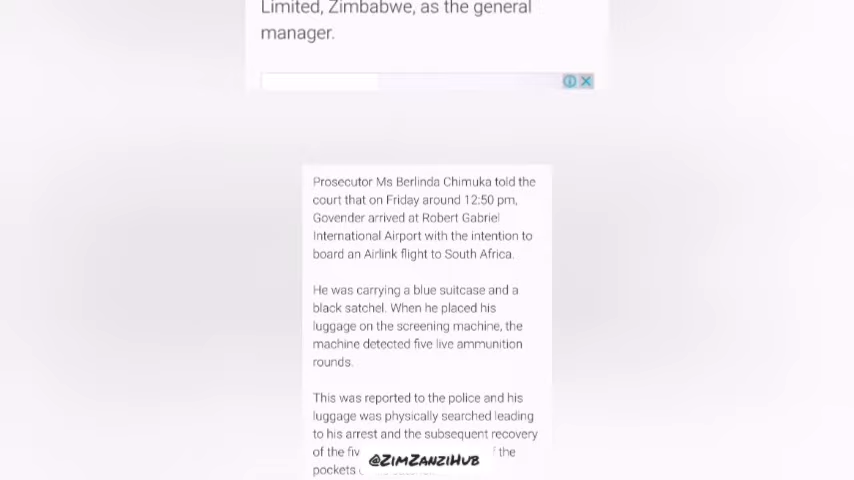 Limited, Zimbabwe, as the general
manager.
Prosecutor Ms Berlinda Chimuka told the
court that on Friday around 12:50 pm,
Govender arrived at Robert Gabriel
International Airport with the intention to
board an Airlink flight to South Africa.
He was carrying a blue suitcase and a
black satchel. When he placed his
luggage on the screening machine, the
machine detected five live ammunition
rounds.
This was reported to the police and his
luggage was physically searched leading
to his arrest and the subsequent recovery
of the the
pockets
@ZimZanziHub